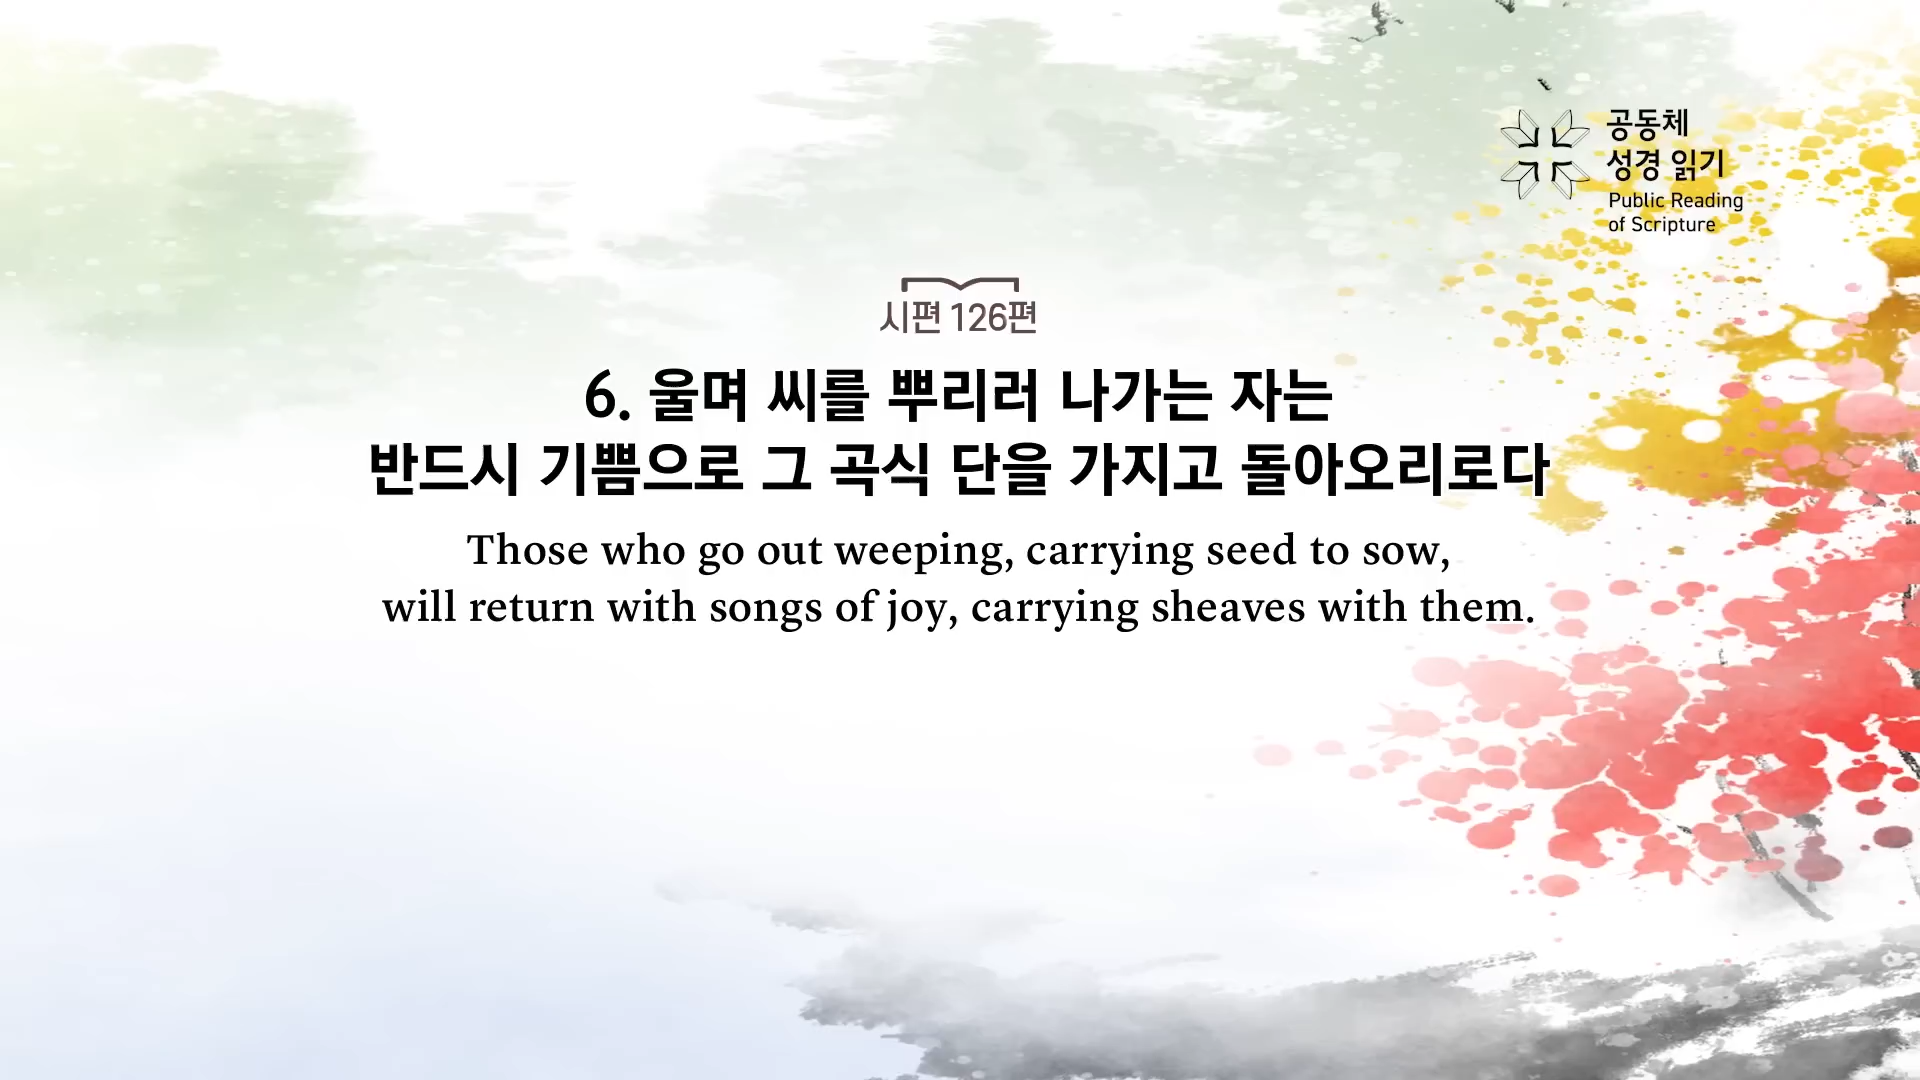 공동체
성경 읽기
Public Reading
of Scripture
시편 126편
6. 울며 씨를 뿌리러 나가는 자는
반드시 기쁨으로 그 곡식 단을 가지고 돌아오리로다
Those who go out weeping, carrying seed to sow,
will return with songs of joy, carrying sheaves with them.